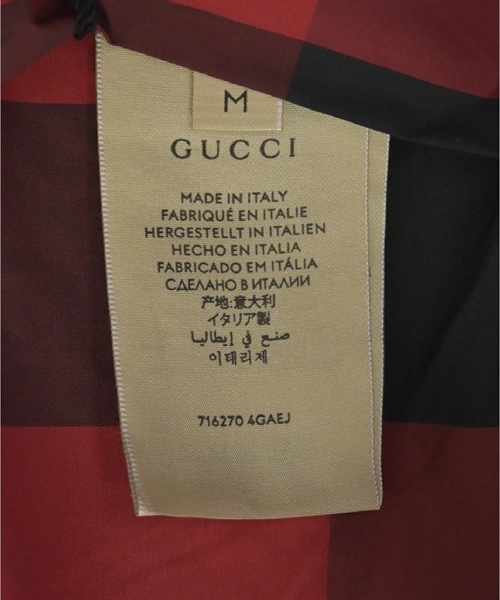 M
GUCCI
MADE IN ITALY
FABRIQUÉ EN ITALIE
HERGESTELLT IN ITALIEN
HECHO EN ITALIA
FABRICADO EM ITÁLIA
СДЕЛАНО В ИТАЛИИ
产地:意大利
イタリア製
صنع في إيطاليا
이태리제
716270 4GAEJ